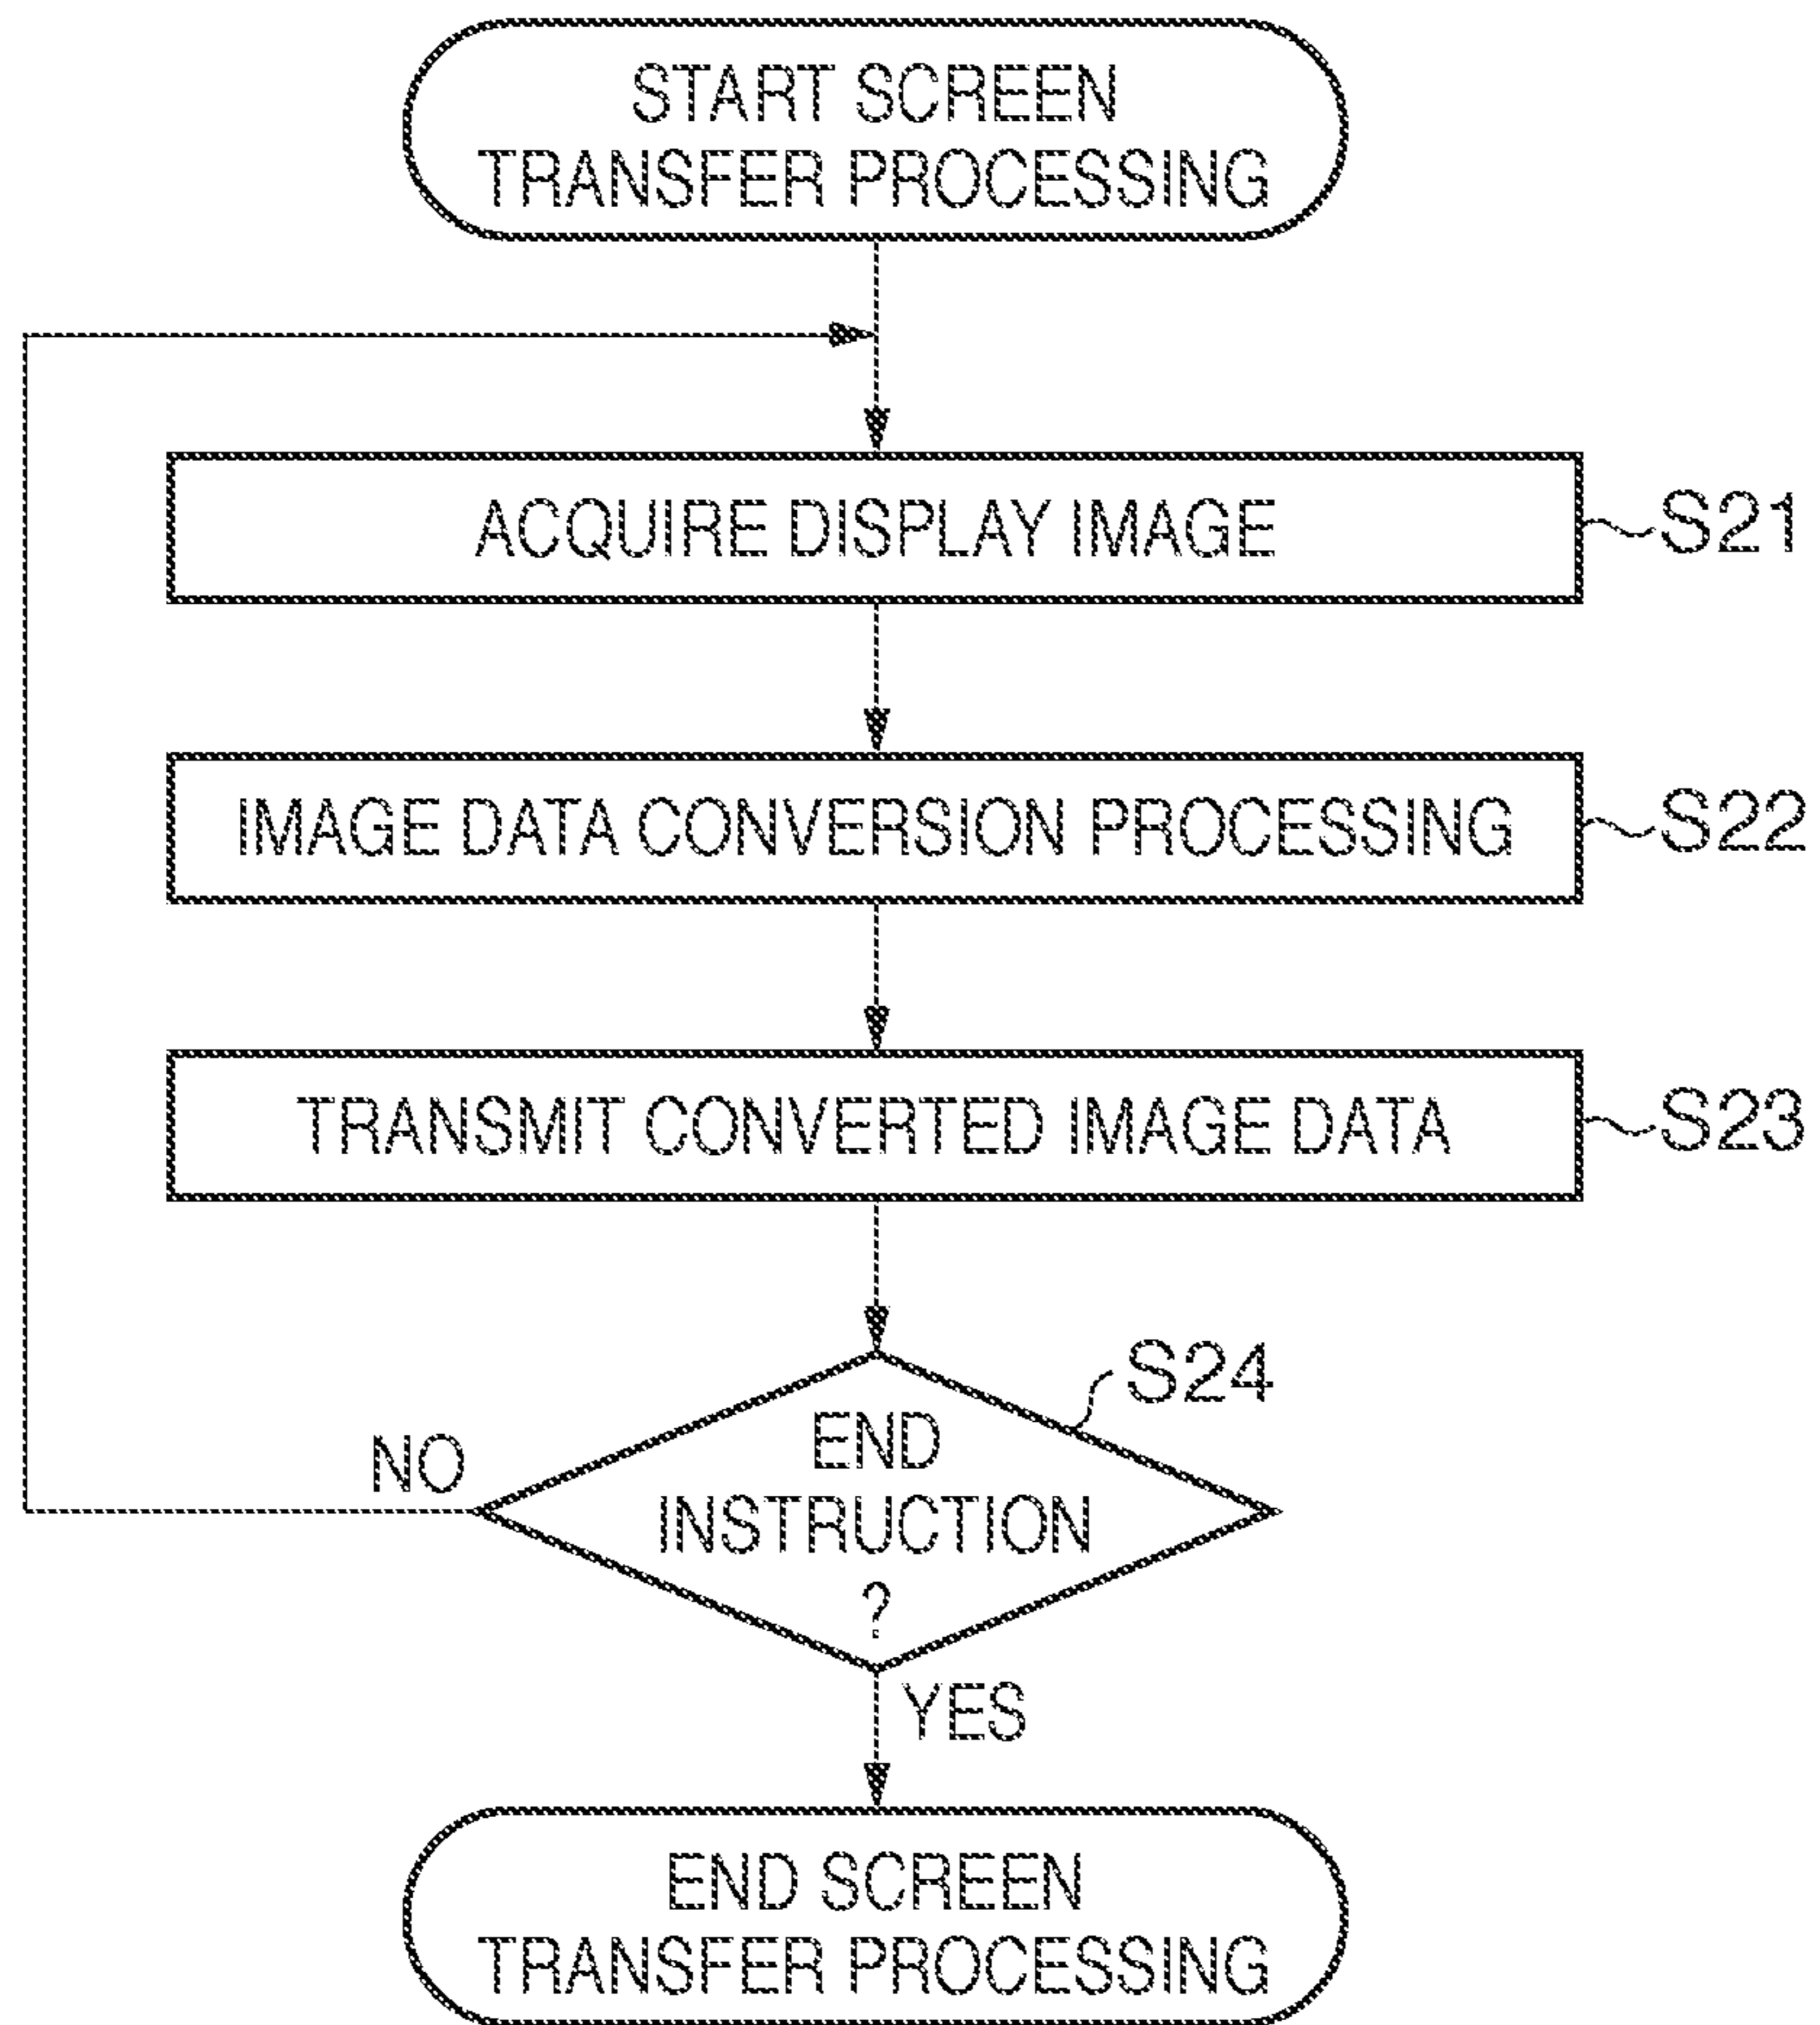 START SCREEN
TRANSFER PROCESSING
ACQUIRE DISPLAY IMAGE
S21
IMAGE DATA CONVERSION PROCESSING
S22
TRANSMIT CONVERTED IMAGE DATA
S23
S24
END
INSTRUCTION
?
NO
YES
END SCREEN
TRANSFER PROCESSING